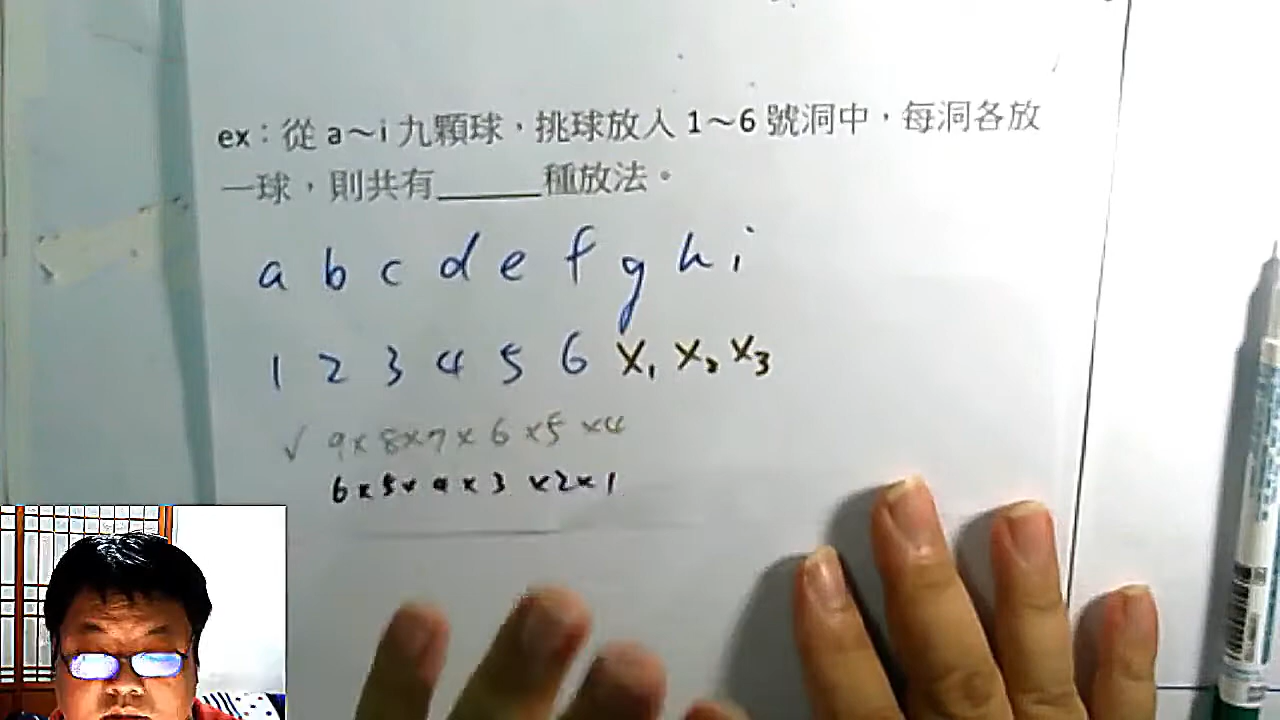 ex：從 a～i 九顆球，挑球放入 1～6 號洞中，每洞各放
一球，則共有______種放法。
a b c d e f g h i
1 2 3 4 5 6 X₁ X₂ X₃
√ 9×8×7×6×5×4
6×5×4×3×2×1